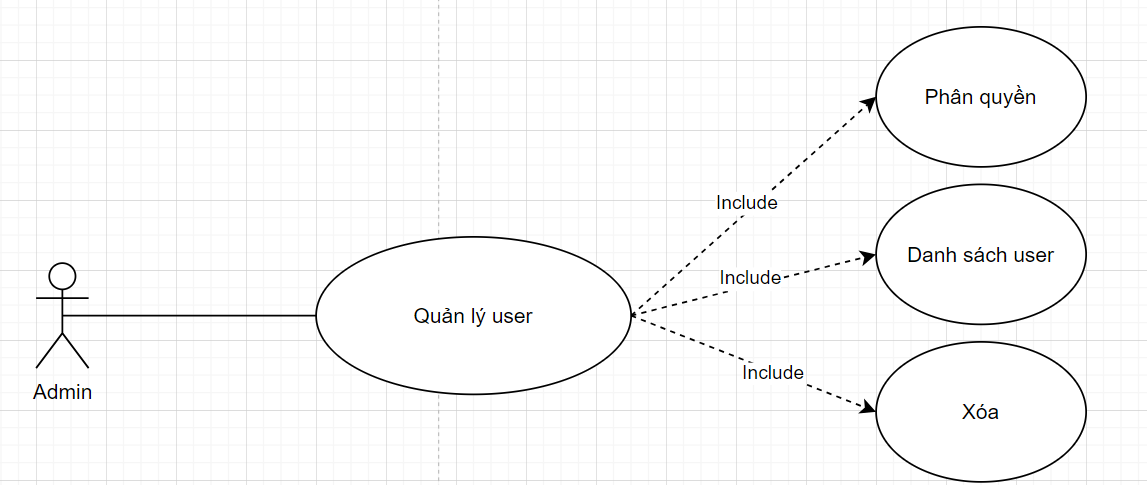 Phân quyền
Include
Danh sách user
Include
Quản lý user
Include
Admin
Xóa